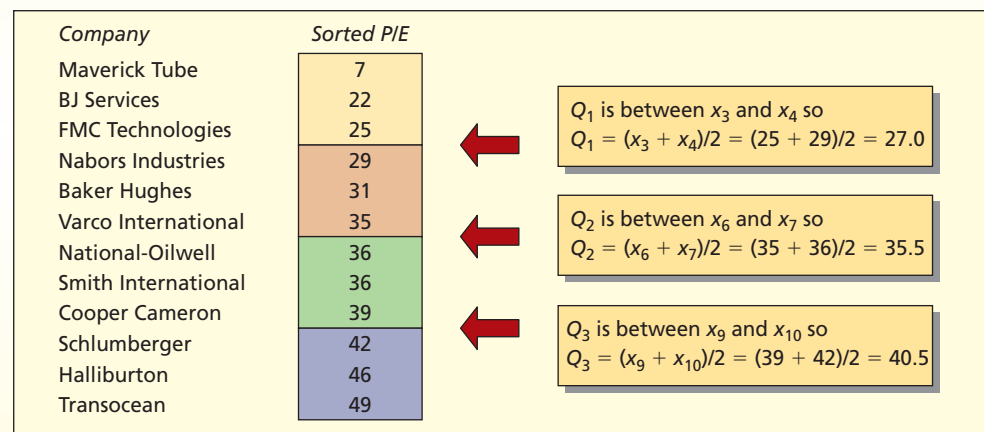 Company Sorted P/E
Maverick Tube 7
BJ Services 22
FMC Technologies 25
Nabors Industries 29
Baker Hughes 31
Varco International 35
National-Oilwell 36
Smith International 36
Cooper Cameron 39
Schlumberger 42
Halliburton 46
Transocean 49
Q₁ is between x₃ and x₄ so
Q₁ = (x₃ + x₄)/2 = (25 + 29)/2 = 27.0
Q₂ is between x₆ and x₇ so
Q₂ = (x₆ + x₇)/2 = (35 + 36)/2 = 35.5
Q₃ is between x₉ and x₁₀ so
Q₃ = (x₉ + x₁₀)/2 = (39 + 42)/2 = 40.5